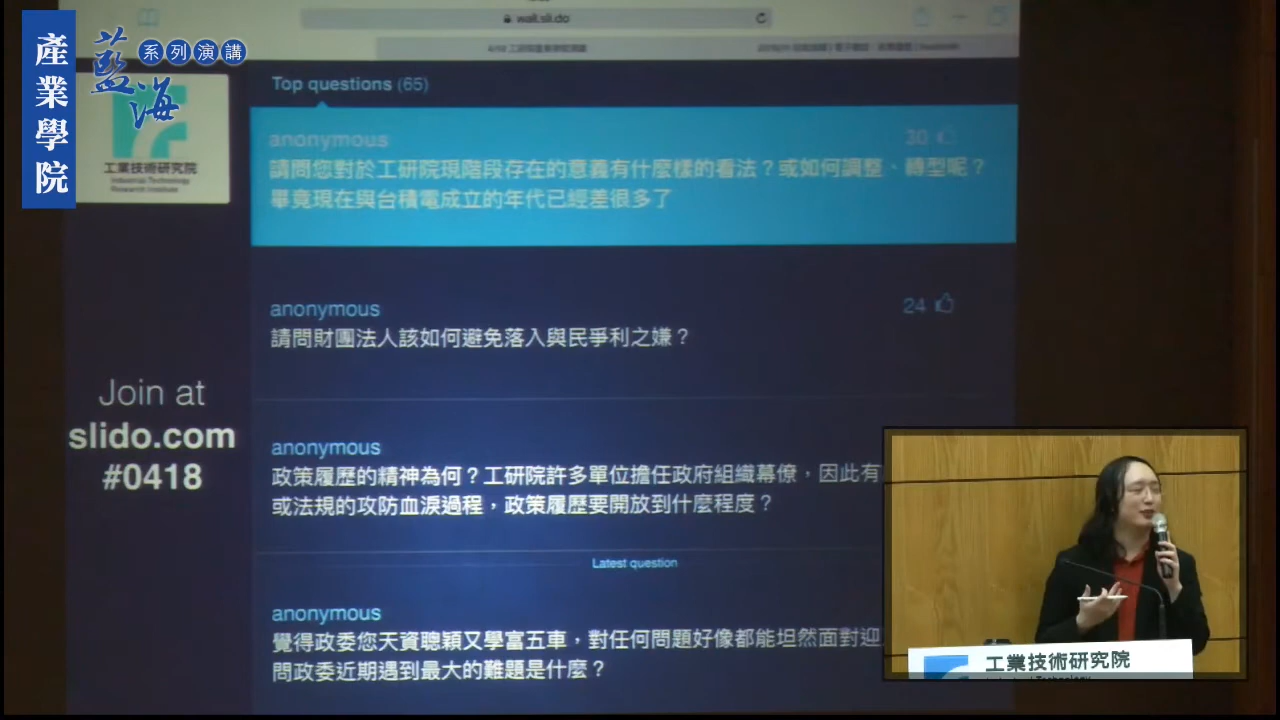 產業學院
藍海
系列演講
wall.sli.do
工業技術研究院
Industrial Technology
Research Institute
Join at
slido.com
#0418
Top questions (65)
anonymous
30
請問您對於工研院現階段存在的意義有什麼樣的看法？或如何調整、轉型呢？
畢竟現在與台積電成立的年代已經差很多了
anonymous
24
請問財團法人該如何避免落入與民爭利之嫌？
anonymous
政策履歷的精神為何？工研院許多單位擔任政府組織幕僚，因此有
或法規的攻防血淚過程，政策履歷要開放到什麼程度？
Latest question
anonymous
覺得政委您天資聰穎又學富五車，對任何問題好像都能坦然面對迎
問政委近期遇到最大的難題是什麼？
工業技術研究院